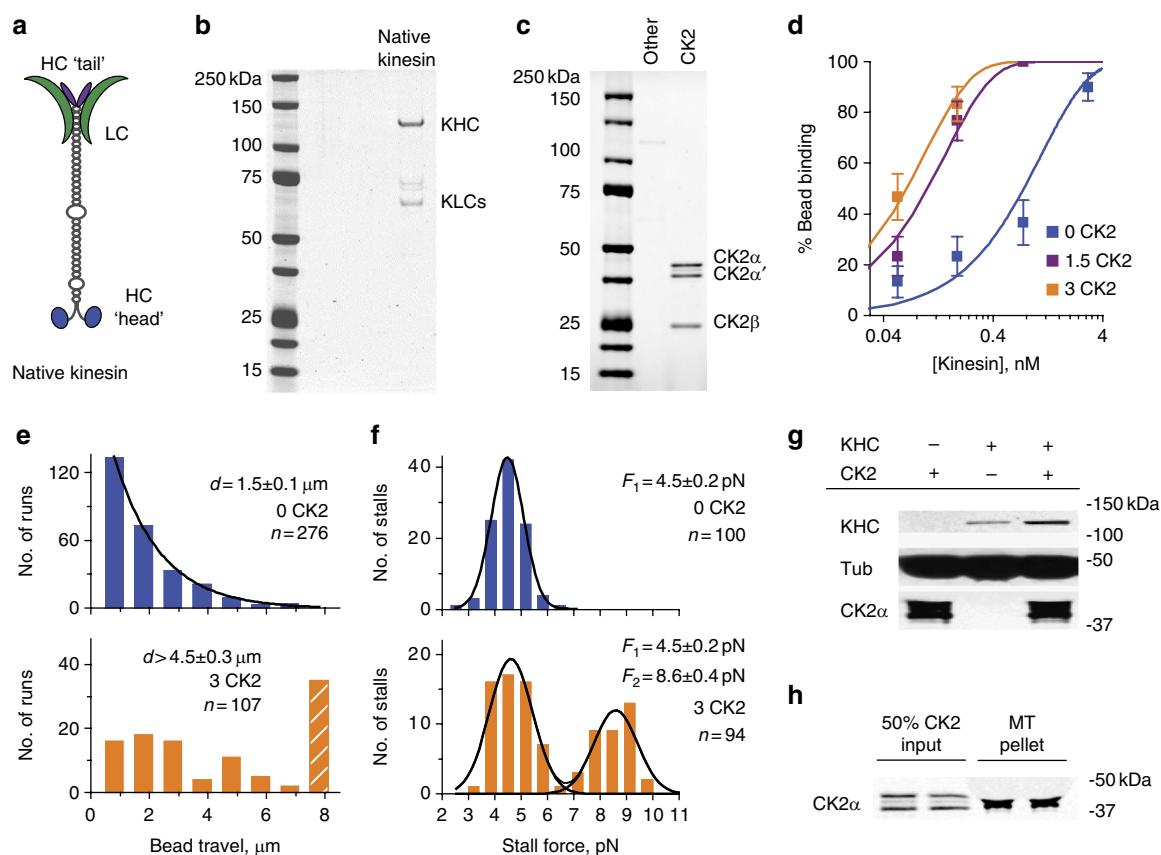 a
HC 'tail'
LC
HC
'head'
Native kinesin
b
Native
kinesin
250 kDa
150
100
75
50
37
25
20
15
KHC
KLCs
c
Other
CK2
250 kDa
150
100
75
50
25
15
CK2α
CK2α′
CK2β
d
% Bead binding
100
80
60
40
20
0
0 CK2
1.5 CK2
3 CK2
0.04
0.4
4
[Kinesin], nM
e
No. of runs
120
60
0
d=1.5±0.1 μm
0 CK2
n=276
No. of runs
40
20
0
d>4.5±0.3 μm
3 CK2
n=107
0 2 4 6 8
Bead travel, μm
f
No. of stalls
40
20
0
F1=4.5±0.2 pN
0 CK2
n=100
No. of stalls
20
10
0
F1=4.5±0.2 pN
F2=8.6±0.4 pN
3 CK2
n=94
2 3 4 5 6 7 8 9 10 11
Stall force, pN
g
KHC – + +
CK2 + – +
KHC
Tub
CK2α
-150 kDa
-100
-50
-37
h
50% CK2
input
MT
pellet
CK2α
-50 kDa
-37